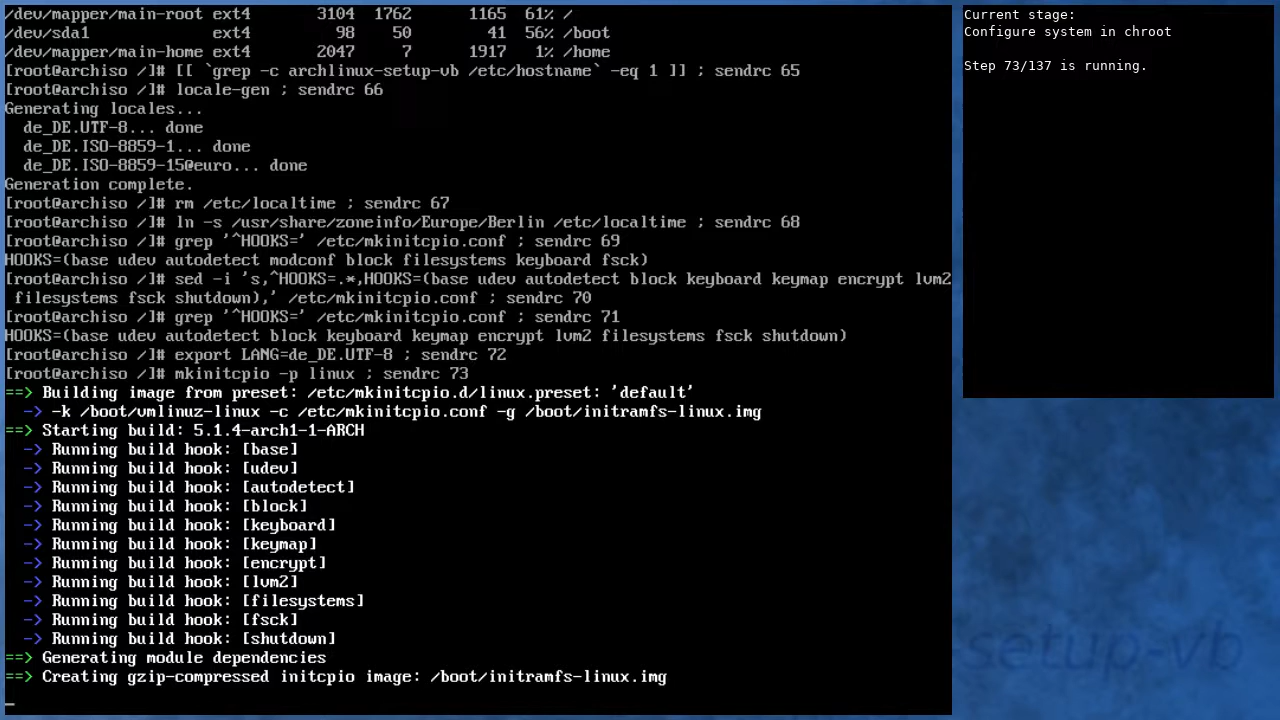 /dev/mapper/main-root ext4       3104  1762      1165  61% /
/dev/sda1             ext4         98    50        41  56% /boot
/dev/mapper/main-home ext4       2047     7      1917   1% /home
[root@archiso /]# [[ `grep -c archlinux-setup-vb /etc/hostname` -eq 1 ]] ; sendrc 65
[root@archiso /]# locale-gen ; sendrc 66
Generating locales...
  de_DE.UTF-8... done
  de_DE.ISO-8859-1... done
  de_DE.ISO-8859-15@euro... done
Generation complete.
[root@archiso /]# rm /etc/localtime ; sendrc 67
[root@archiso /]# ln -s /usr/share/zoneinfo/Europe/Berlin /etc/localtime ; sendrc 68
[root@archiso /]# grep '^HOOKS=' /etc/mkinitcpio.conf ; sendrc 69
HOOKS=(base udev autodetect modconf block filesystems keyboard fsck)
[root@archiso /]# sed -i 's,^HOOKS=.*,HOOKS=(base udev autodetect block keyboard keymap encrypt lvm2
 filesystems fsck shutdown),' /etc/mkinitcpio.conf ; sendrc 70
[root@archiso /]# grep '^HOOKS=' /etc/mkinitcpio.conf ; sendrc 71
HOOKS=(base udev autodetect block keyboard keymap encrypt lvm2 filesystems fsck shutdown)
[root@archiso /]# export LANG=de_DE.UTF-8 ; sendrc 72
[root@archiso /]# mkinitcpio -p linux ; sendrc 73
==> Building image from preset: /etc/mkinitcpio.d/linux.preset: 'default'
  -> -k /boot/vmlinuz-linux -c /etc/mkinitcpio.conf -g /boot/initramfs-linux.img
==> Starting build: 5.1.4-arch1-1-ARCH
  -> Running build hook: [base]
  -> Running build hook: [udev]
  -> Running build hook: [autodetect]
  -> Running build hook: [block]
  -> Running build hook: [keyboard]
  -> Running build hook: [keymap]
  -> Running build hook: [encrypt]
  -> Running build hook: [lvm2]
  -> Running build hook: [filesystems]
  -> Running build hook: [fsck]
  -> Running build hook: [shutdown]
==> Generating module dependencies
==> Creating gzip-compressed initcpio image: /boot/initramfs-linux.img
_
Current stage:
Configure system in chroot
Step 73/137 is running.
-setup-vb